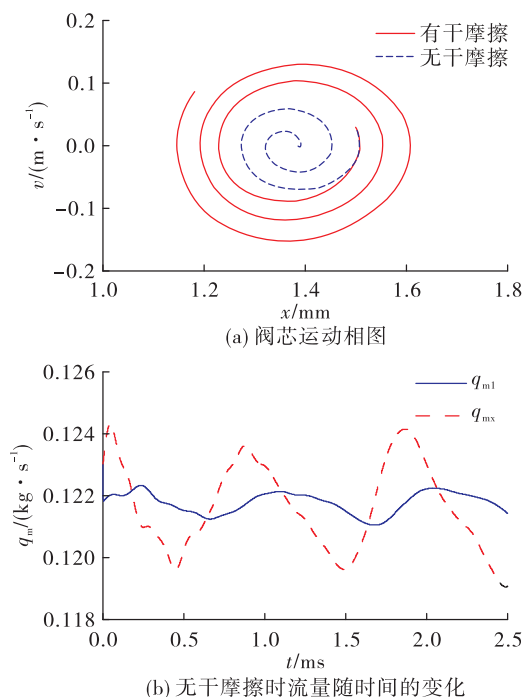 有干摩擦
无干摩擦
0.2
0.1
0.0
-0.1
-0.2
v/(m·s⁻¹)
1.0 1.2 1.4 1.6 1.8
x/mm
(a) 阀芯运动相图
q_m1
q_mx
0.126
0.124
0.122
0.120
0.118
q_m/(kg·s⁻¹)
0.0 0.5 1.0 1.5 2.0 2.5
t/ms
(b) 无干摩擦时流量随时间的变化